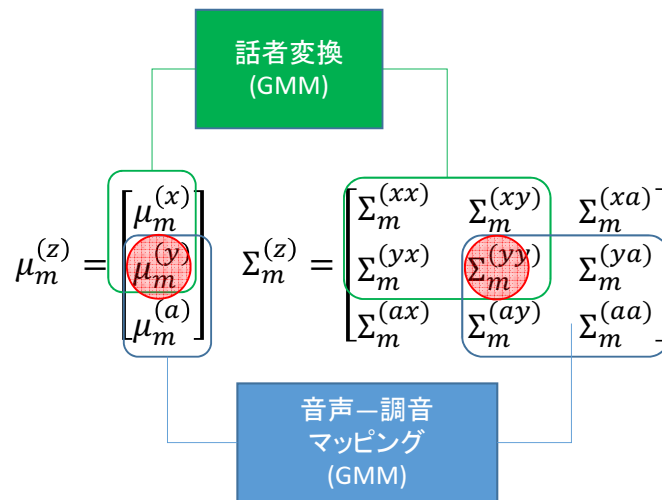 話者変換
(GMM)
μ_m^{(z)} = [μ_m^{(x)} μ_m^{(y)} μ_m^{(a)}] Σ_m^{(z)} = [Σ_m^{(xx)} Σ_m^{(xy)} Σ_m^{(xa)}
Σ_m^{(yx)} Σ_m^{(yy)} Σ_m^{(ya)}
Σ_m^{(ax)} Σ_m^{(ay)} Σ_m^{(aa)}]
音声―調音
マッピング
(GMM)